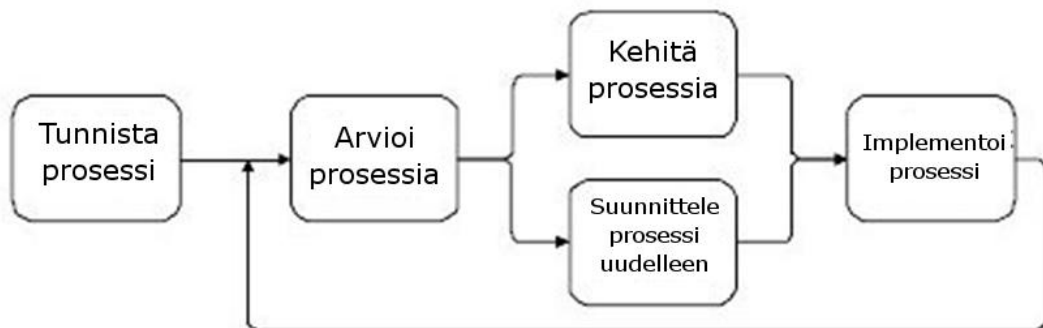 Tunnista
prosessi
Arvioi
prosessia
Kehitä
prosessia
Suunnittele
prosessi
uudelleen
Implementoi
prosessi